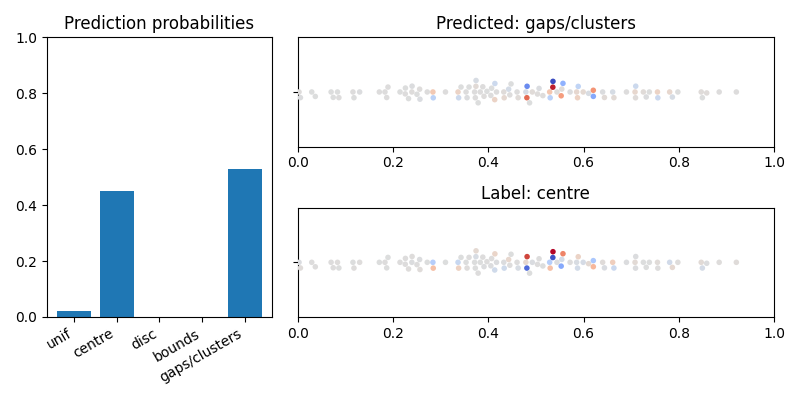 Prediction probabilities
1.0
0.8
0.6
0.4
0.2
0.0
unif
centre
disc
bounds
gaps/clusters
Predicted: gaps/clusters
0.0 0.2 0.4 0.6 0.8 1.0
Label: centre
0.0 0.2 0.4 0.6 0.8 1.0